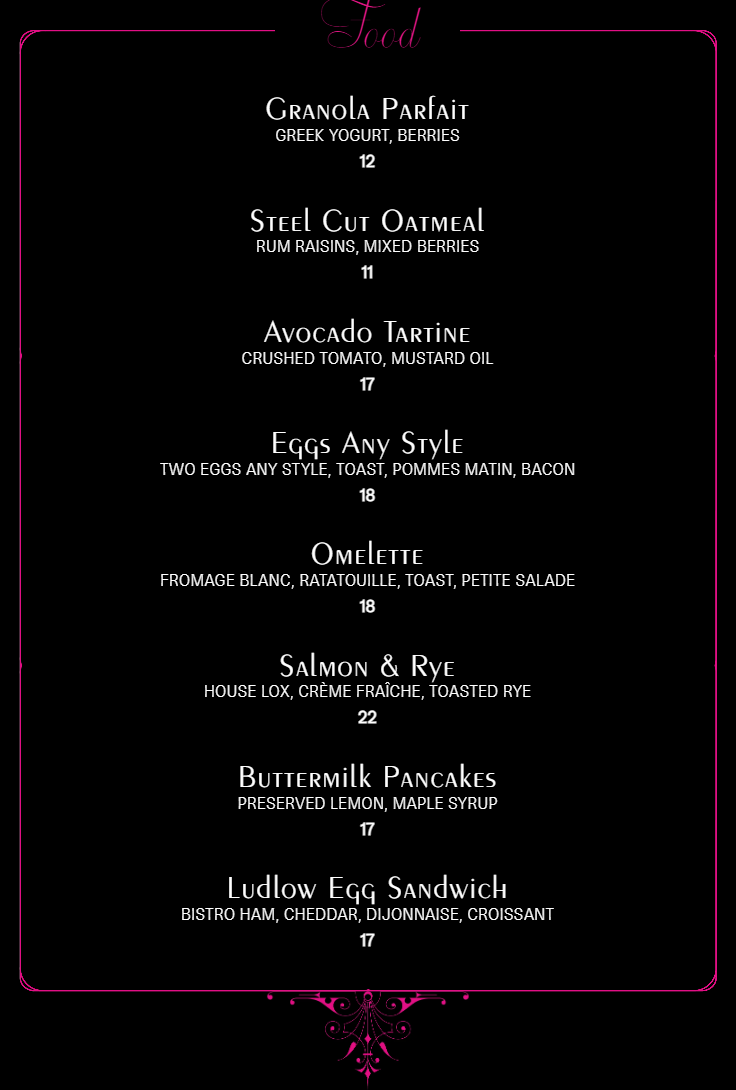 Food
Granola Parfait
GREEK YOGURT, BERRIES
12
Steel Cut Oatmeal
RUM RAISINS, MIXED BERRIES
11
Avocado Tartine
CRUSHED TOMATO, MUSTARD OIL
17
Eggs Any Style
TWO EGGS ANY STYLE, TOAST, POMMES MATIN, BACON
18
Omelette
FROMAGE BLANC, RATATOUILLE, TOAST, PETITE SALADE
18
Salmon & Rye
HOUSE LOX, CRÈME FRAÎCHE, TOASTED RYE
22
Buttermilk Pancakes
PRESERVED LEMON, MAPLE SYRUP
17
Ludlow Egg Sandwich
BISTRO HAM, CHEDDAR, DIJONNAISE, CROISSANT
17